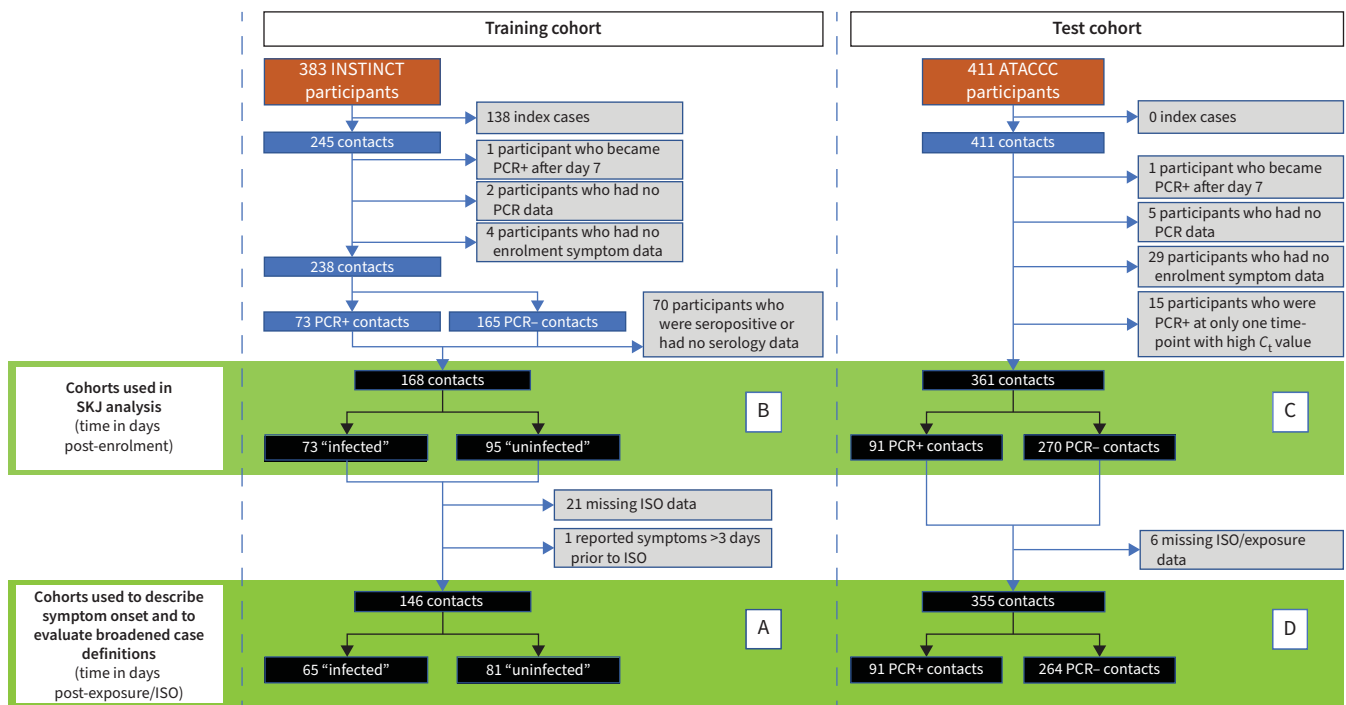 Training cohort
Test cohort
383 INSTINCT
participants
138 index cases
245 contacts
1 participant who became
PCR+ after day 7
2 participants who had no
PCR data
4 participants who had no
enrolment symptom data
238 contacts
73 PCR+ contacts
165 PCR– contacts
70 participants who
were seropositive or
had no serology data
411 ATACCC
participants
0 index cases
411 contacts
1 participant who became
PCR+ after day 7
5 participants who had no
PCR data
29 participants who had no
enrolment symptom data
15 participants who were
PCR+ at only one time-
point with high Ct value
Cohorts used in
SKJ analysis
(time in days
post-enrolment)
168 contacts
73 “infected”
95 “uninfected”
B
361 contacts
91 PCR+ contacts
270 PCR– contacts
C
21 missing ISO data
1 reported symptoms >3 days
prior to ISO
6 missing ISO/exposure
data
Cohorts used to describe
symptom onset and to
evaluate broadened case
definitions
(time in days
post-exposure/ISO)
146 contacts
65 “infected”
81 “uninfected”
A
355 contacts
91 PCR+ contacts
264 PCR– contacts
D